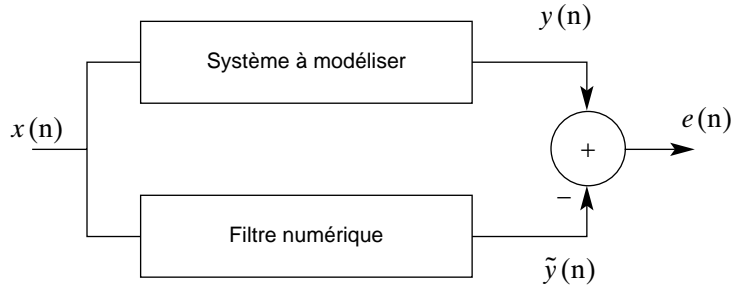 y(n)
Système à modéliser
x(n)
e(n)
+
−
Filtre numérique
ỹ(n)